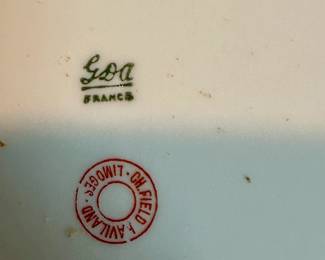 GDA
FRANCE
CH. FIELD HAVILAND · LIMOGES ·